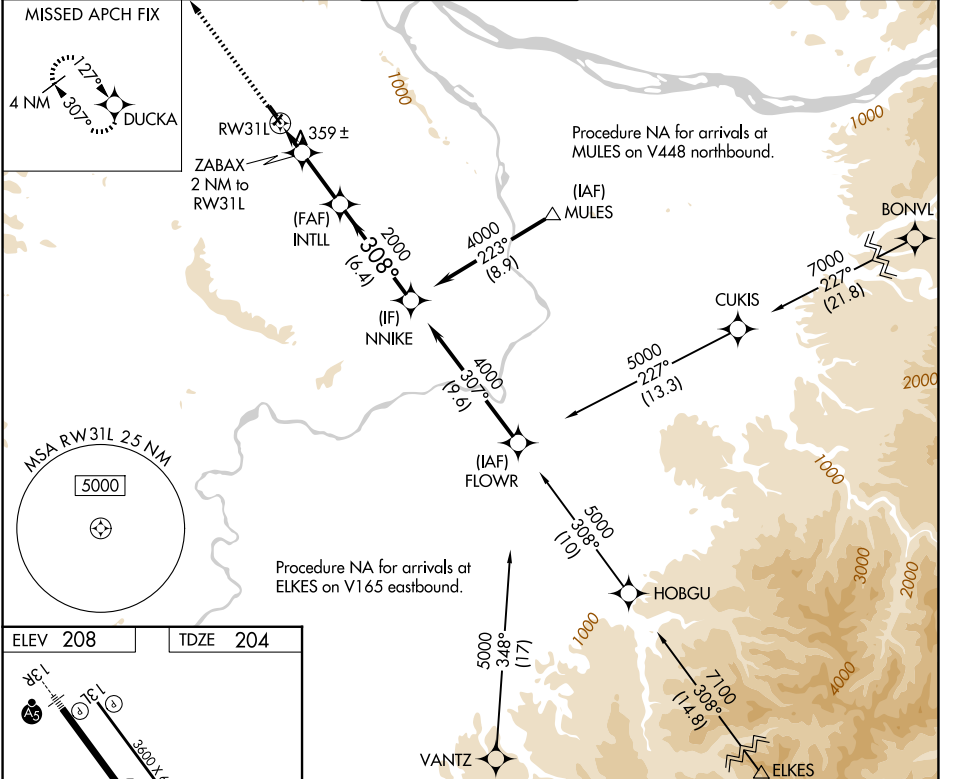 MISSED APCH FIX
127°
4 NM
307°
DUCKA
RW31L
359 ±
ZABAX
2 NM to
RW31L
1000
Procedure NA for arrivals at
MULES on V448 northbound.
1000
(IAF)
MULES
(FAF)
INTLL
2000
308°
(6.4)
4000
223°
(8.9)
BONVL
7000
227°
(21.8)
(IF)
NNIKE
CUKIS
5000
227°
(13.3)
4000
307°
(9.6)
2000
MSA RW31L 25 NM
5000
(IAF)
FLOWR
1000
5000
308°
(10)
3000
2000
Procedure NA for arrivals at
ELKES on V165 eastbound.
HOBGU
1000
ELEV 208
TDZE 204
5000
348°
(17)
4000
7100
308°
(14.8)
13R
13L
P
P
A5
VANTZ
ELKES